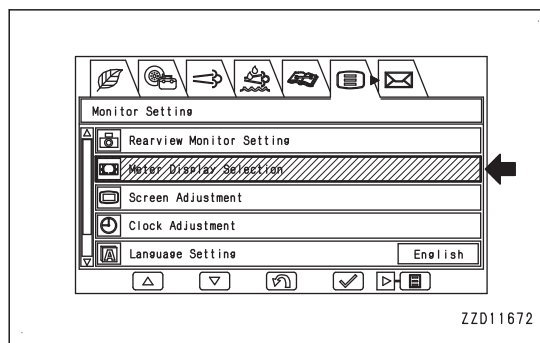 Monitor Setting
Rearview Monitor Setting
Meter Display Selection
Screen Adjustment
Clock Adjustment
A
Language Setting
English
ZZD11672